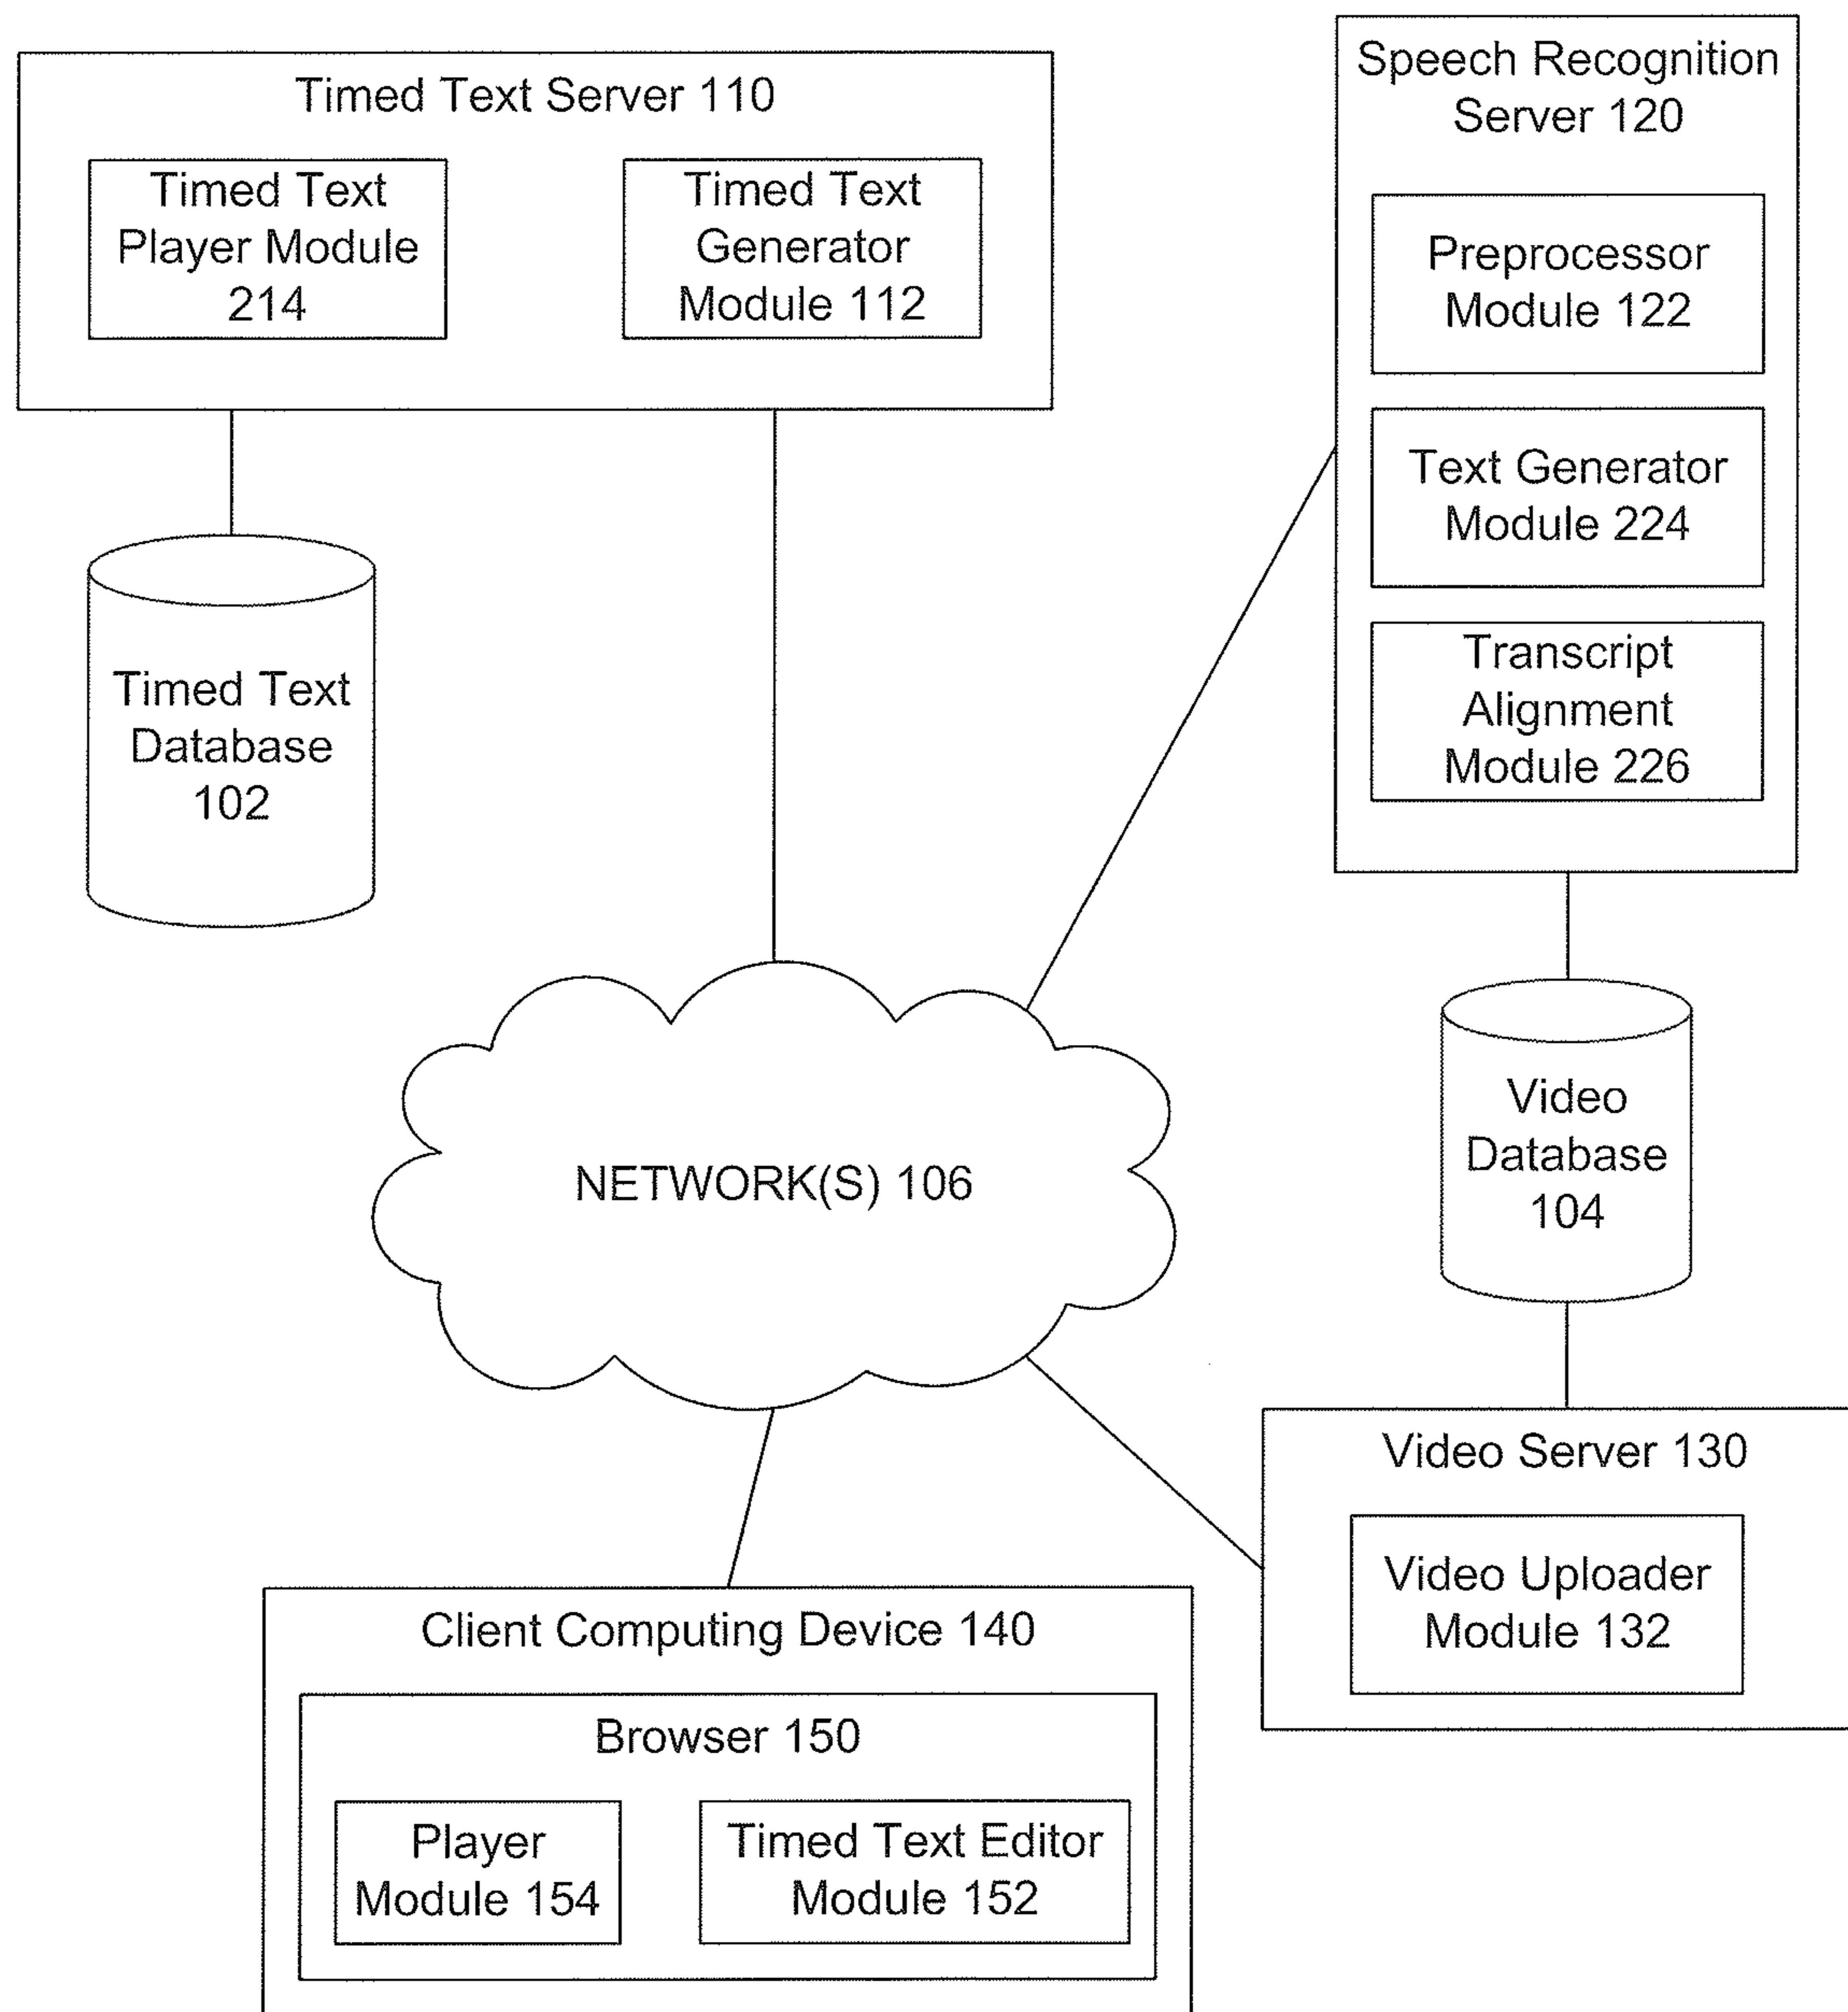 Timed Text Server 110
Timed Text
Player Module
214
Timed Text
Generator
Module 112
Speech Recognition
Server 120
Preprocessor
Module 122
Text Generator
Module 224
Transcript
Alignment
Module 226
Timed Text
Database
102
NETWORK(S) 106
Video
Database
104
Video Server 130
Video Uploader
Module 132
Client Computing Device 140
Browser 150
Player
Module 154
Timed Text Editor
Module 152